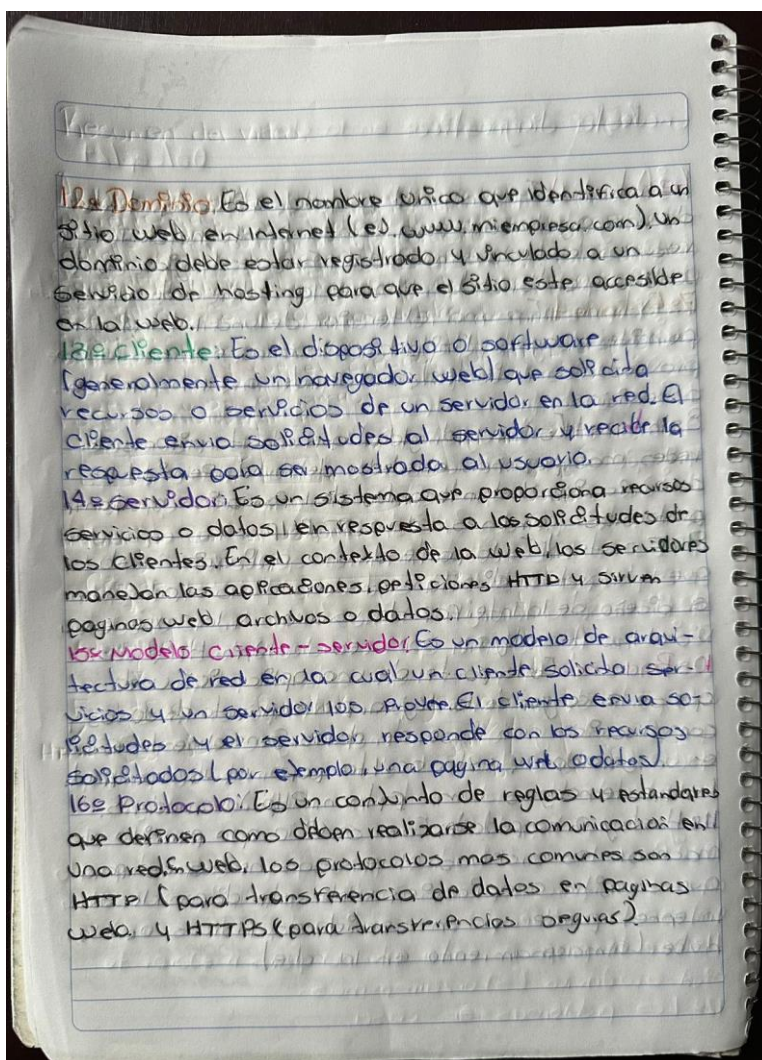 12º Dominio: Es el nombre único que identifica a un
sitio web en internet (ej. www.miempresa.com). Un
dominio debe estar registrado y vinculado a un
servicio de hosting para que el sitio este accesible
en la web.
13º Cliente: Es el dispositivo o software
(generalmente un navegador web) que solicita
recursos o servicios de un servidor en la red. El
Cliente envia solicitudes al servidor y recibe la
respuesta para ser mostrada al usuario.
14º Servidor: Es un sistema que proporciona recursos
servicios o datos en respuesta a las solicitudes de
los clientes. En el contexto de la web, los servidores
manejan las aplicaciones, peticiones HTTP y sirven
paginas web, archivos o datos.
15º Modelo Cliente-servidor: Es un modelo de arqui-
tectura de red en la cual un cliente solicita ser-
vicios y un servidor los provee. El cliente envia so-
licitudes y el servidor responde con los recursos
solicitados (por ejemplo, una pagina web o datos).
16º Protocolo: Es un conjunto de reglas y estandares
que definen como deben realizarse la comunicación en
una red. En web, los protocolos mas comunes son
HTTP (para transferencia de datos en paginas
web, y HTTPS (para transferencias seguras).